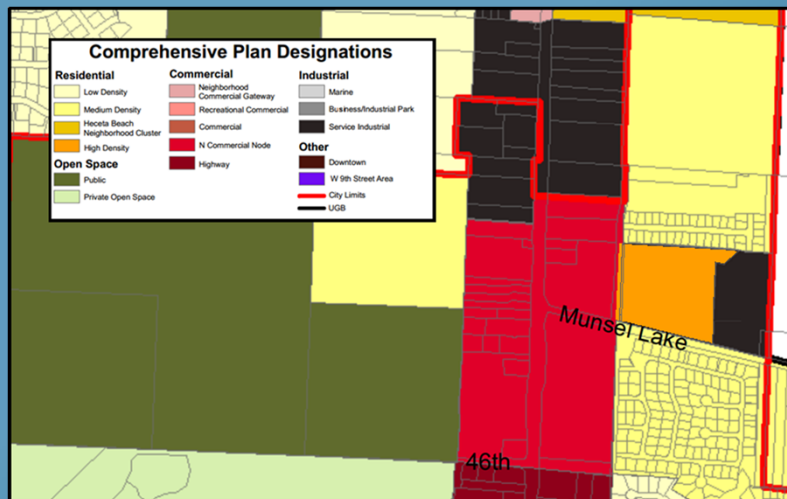 Comprehensive Plan Designations
Residential
Low Density
Medium Density
Heceta Beach
Neighborhood Cluster
High Density
Open Space
Public
Private Open Space
Commercial
Neighborhood
Commercial Gateway
Recreational Commercial
Commercial
N Commercial Node
Highway
Industrial
Marine
Business/Industrial Park
Service Industrial
Other
Downtown
W 9th Street Area
City Limits
UGB
Munsel Lake
46th